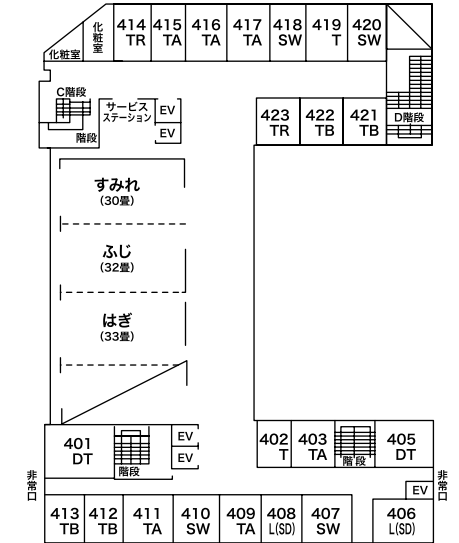 化粧室
化粧室
414
TR
415
TA
416
TA
417
TA
418
SW
419
T
420
SW
C階段
階段
サービス
ステーション
EV
EV
423
TR
422
TB
421
TB
D階段
すみれ
(30畳)
ふじ
(32畳)
はぎ
(33畳)
401
DT
階段
EV
EV
402
T
403
TA
階段
405
DT
非常口
非常口
EV
413
TB
412
TB
411
TA
410
SW
409
TA
408
L(SD)
407
SW
406
L(SD)